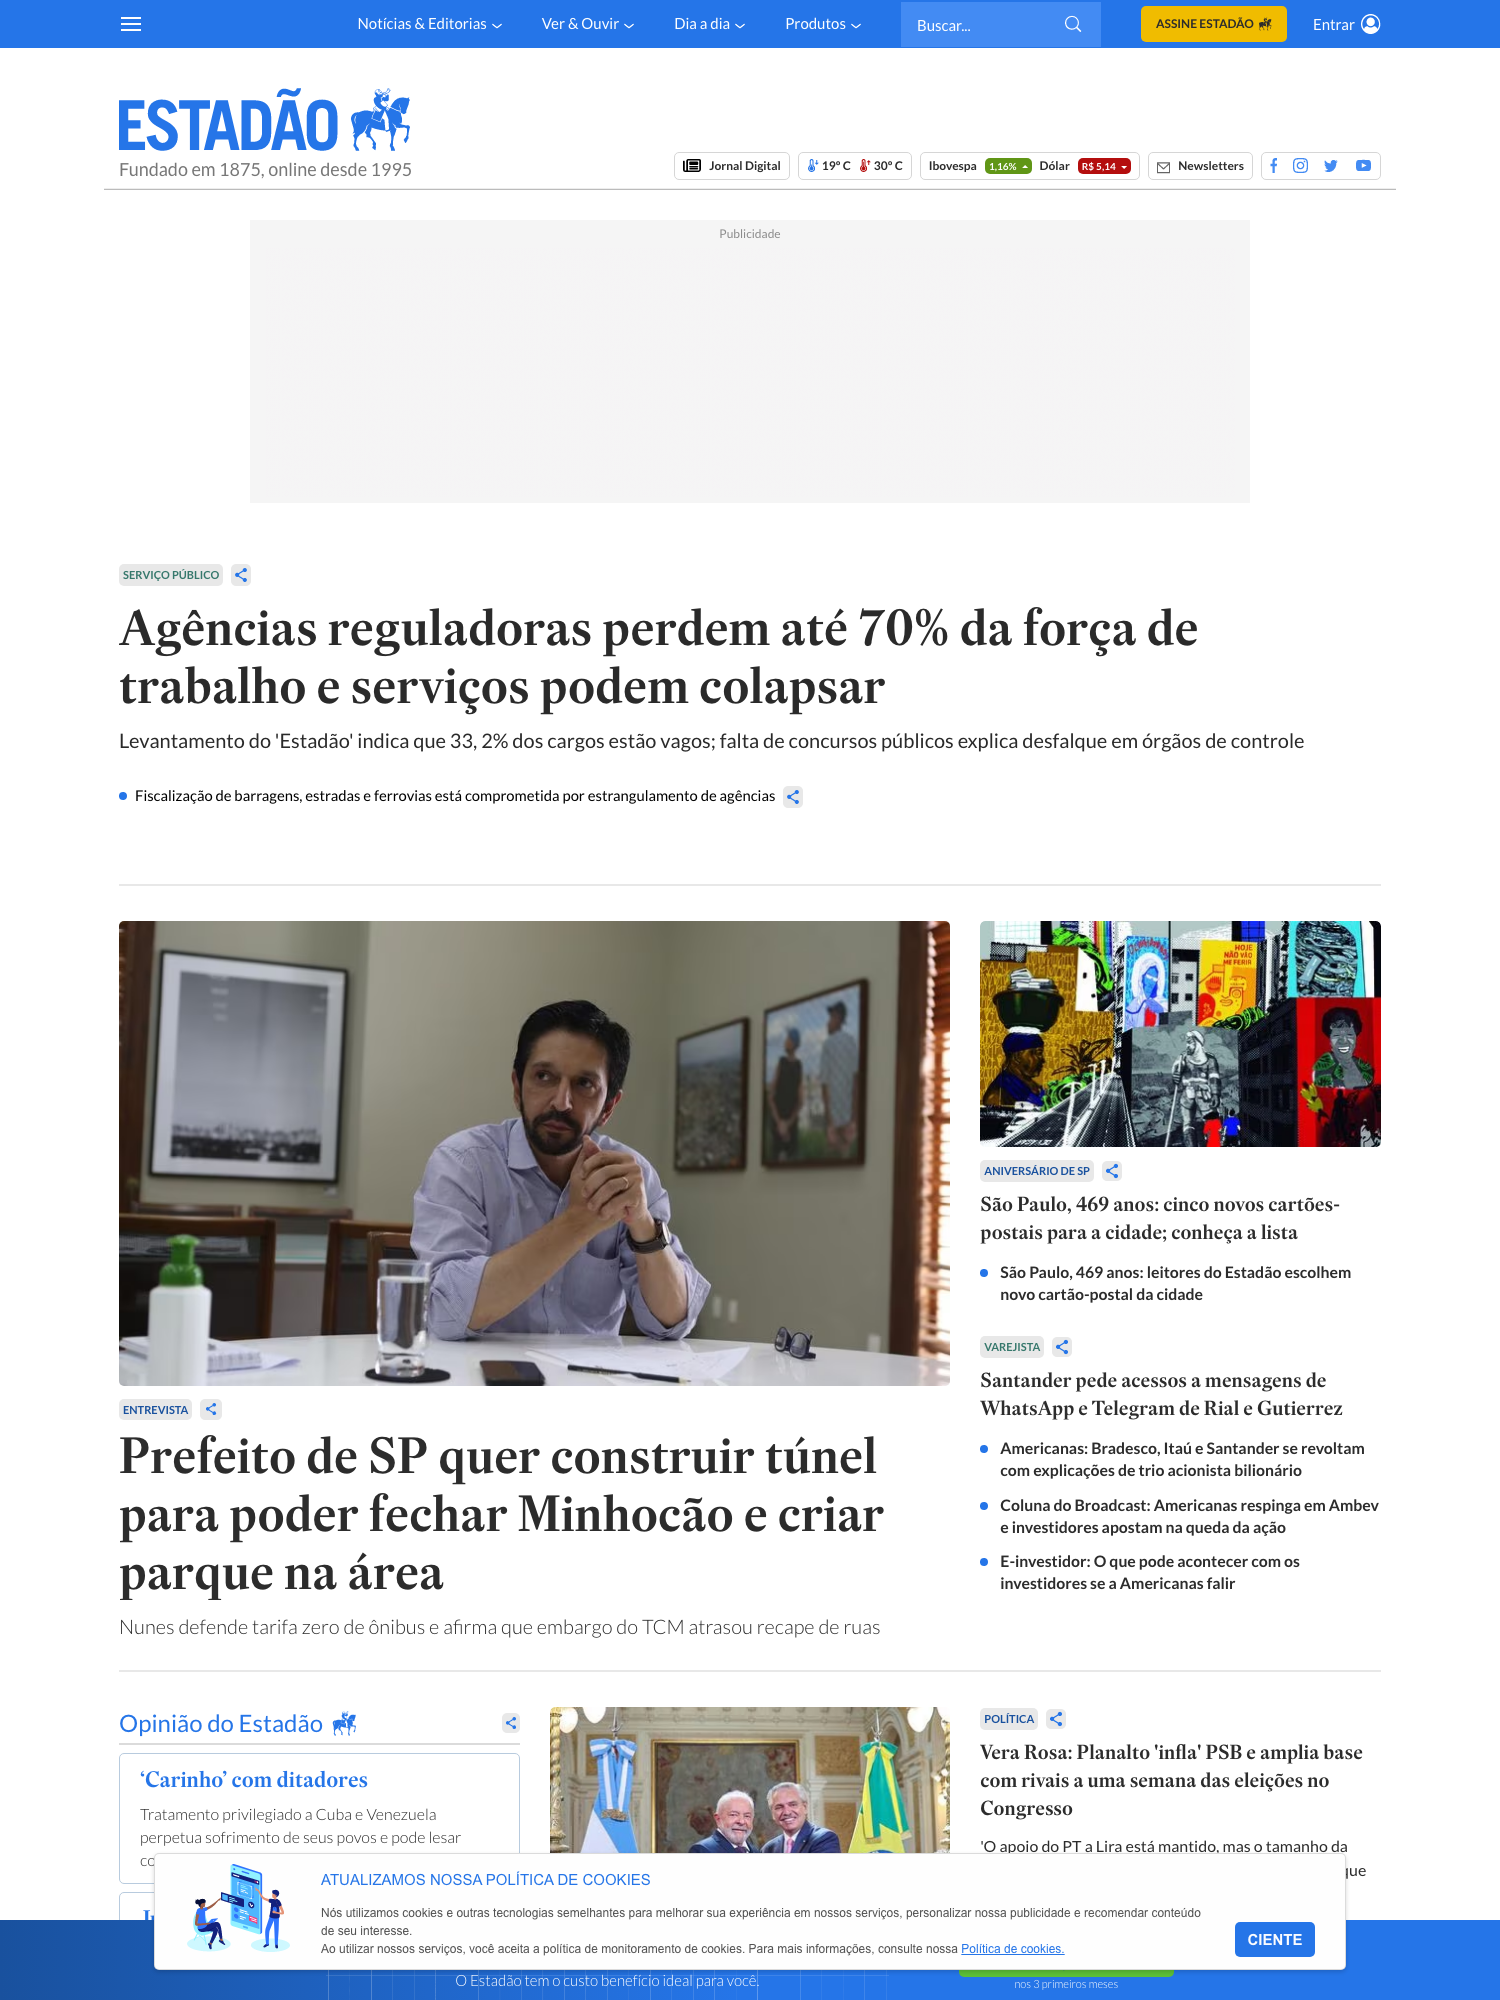 Notícias & Editorias
Ver & Ouvir
Dia a dia
Produtos
Buscar...
ASSINE ESTADÃO
Entrar
ESTADÃO
Fundado em 1875, online desde 1995
Jornal Digital
19º C 30º C
Ibovespa 1,16% Dólar R$ 5,14
Newsletters
Publicidade
SERVIÇO PÚBLICO
Agências reguladoras perdem até 70% da força de
trabalho e serviços podem colapsar
Levantamento do 'Estadão' indica que 33, 2% dos cargos estão vagos; falta de concursos públicos explica desfalque em órgãos de controle
Fiscalização de barragens, estradas e ferrovias está comprometida por estrangulamento de agências
ENTREVISTA
Prefeito de SP quer construir túnel
para poder fechar Minhocão e criar
parque na área
Nunes defende tarifa zero de ônibus e afirma que embargo do TCM atrasou recape de ruas
HOJE
NÃO VÃO
ME FERIR
ANIVERSÁRIO DE SP
São Paulo, 469 anos: cinco novos cartões-
postais para a cidade; conheça a lista
São Paulo, 469 anos: leitores do Estadão escolhem
novo cartão-postal da cidade
VAREJISTA
Santander pede acessos a mensagens de
WhatsApp e Telegram de Rial e Gutierrez
Americanas: Bradesco, Itaú e Santander se revoltam
com explicações de trio acionista bilionário
Coluna do Broadcast: Americanas respinga em Ambev
e investidores apostam na queda da ação
E-investidor: O que pode acontecer com os
investidores se a Americanas falir
Opinião do Estadão
‘Carinho’ com ditadores
Tratamento privilegiado a Cuba e Venezuela
perpetua sofrimento de seus povos e pode lesar
POLÍTICA
Vera Rosa: Planalto 'infla' PSB e amplia base
com rivais a uma semana das eleições no
Congresso
'O apoio do PT a Lira está mantido, mas o tamanho da
que
ATUALIZAMOS NOSSA POLÍTICA DE COOKIES
Nós utilizamos cookies e outras tecnologias semelhantes para melhorar sua experiência em nossos serviços, personalizar nossa publicidade e recomendar conteúdo
de seu interesse.
Ao utilizar nossos serviços, você aceita a política de monitoramento de cookies. Para mais informações, consulte nossa Política de cookies.
CIENTE
O Estadão tem o custo benefício ideal para você.
nos 3 primeiros meses